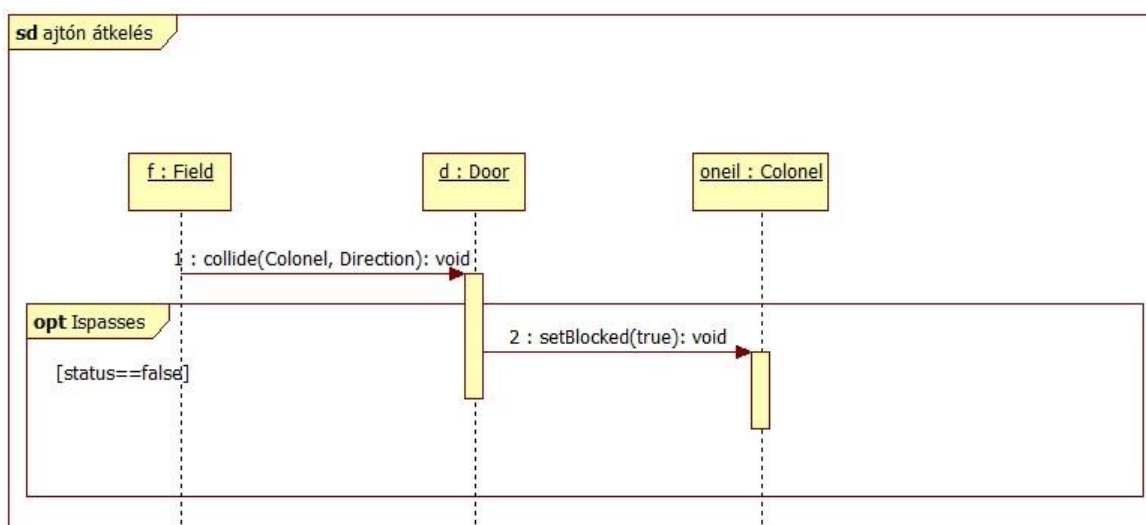 sd ajtón átkelés
f : Field
d : Door
oneil : Colonel
1 : collide(Colonel, Direction): void
opt Ispasses
2 : setBlocked(true): void
[status==false]